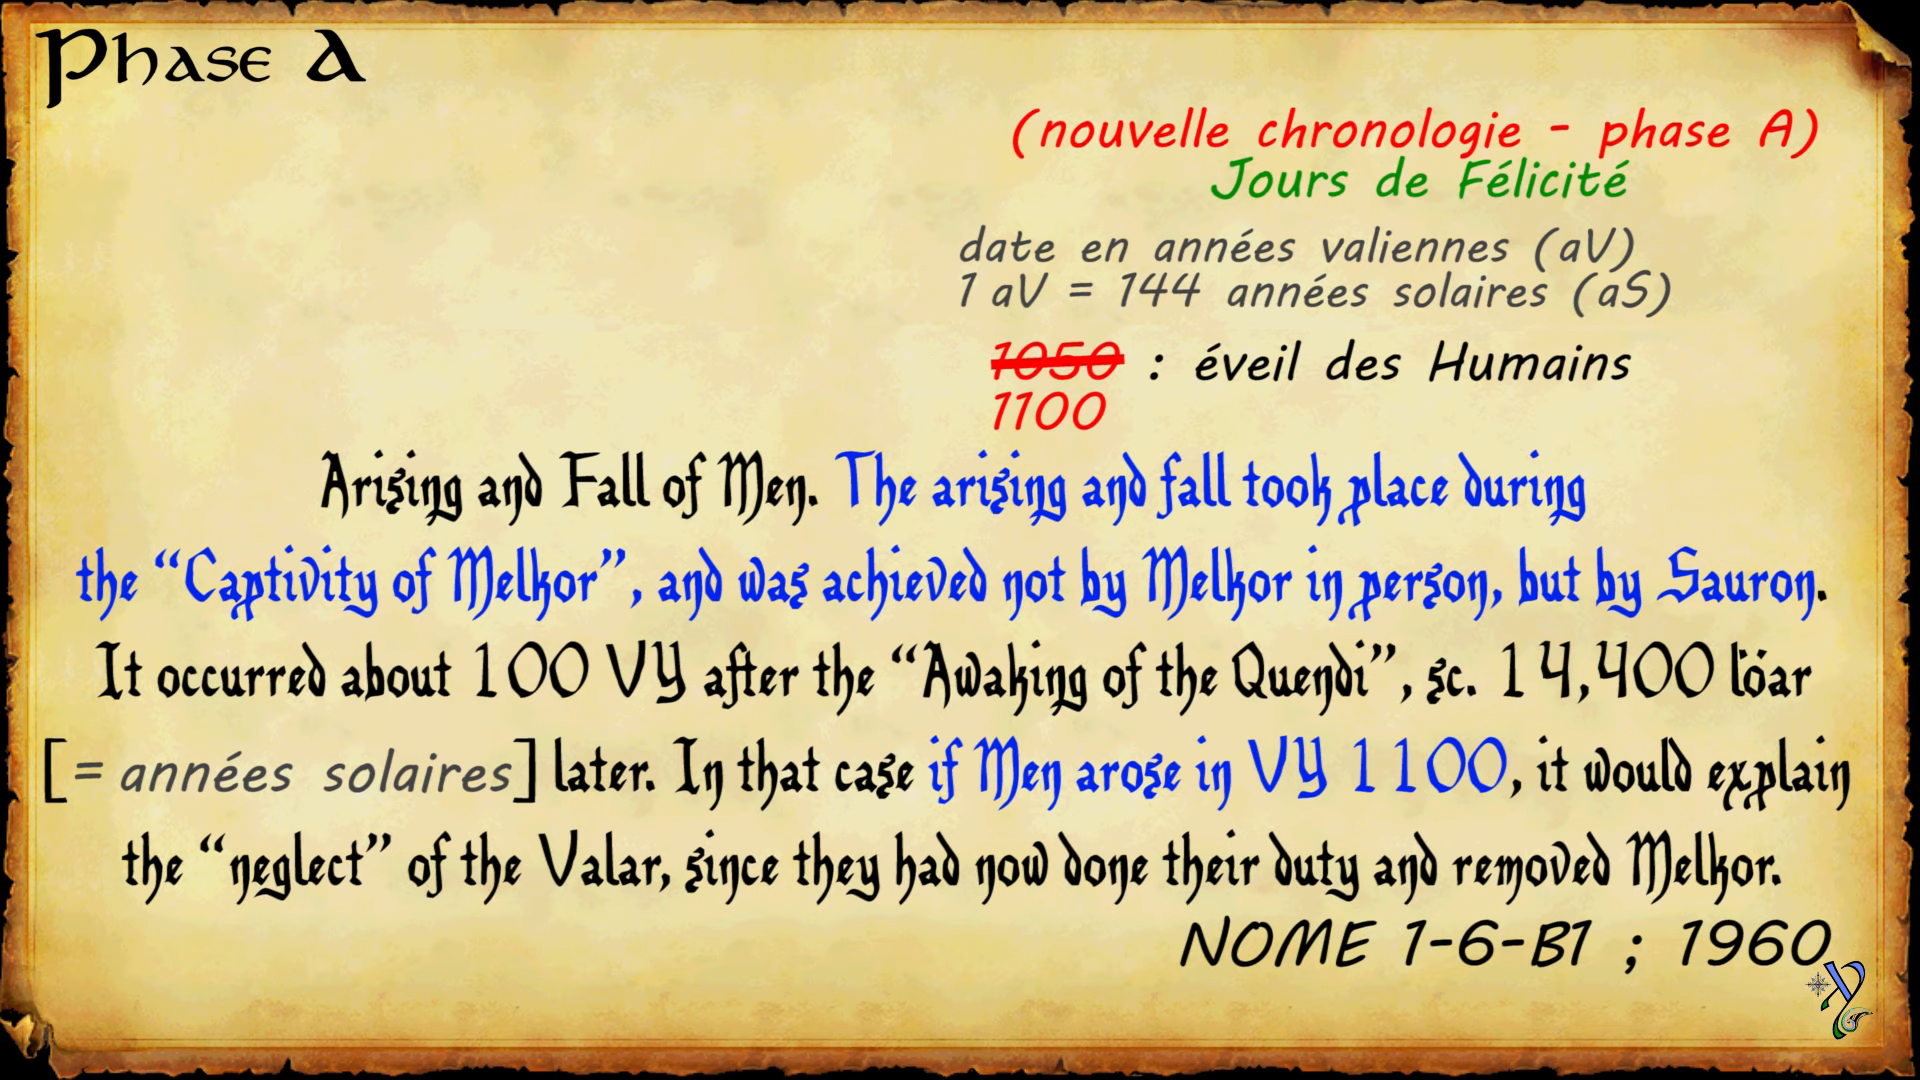 Phase A
(nouvelle chronologie - phase A)
Jours de Félicité
date en années valiennes (aV)
1 aV = 144 années solaires (aS)
1050 : éveil des Humains
1100
Arising and Fall of Men. The arising and fall took place during
the “Captivity of Melkor”, and was achieved not by Melkor in person, but by Sauron.
It occurred about 100 VY after the “Awaking of the Quendi”, sc. 14,400 löar
[= années solaires] later. In that case if Men arose in VY 1100, it would explain
the “neglect” of the Valar, since they had now done their duty and removed Melkor.
NOME 1-6-B1 ; 1960